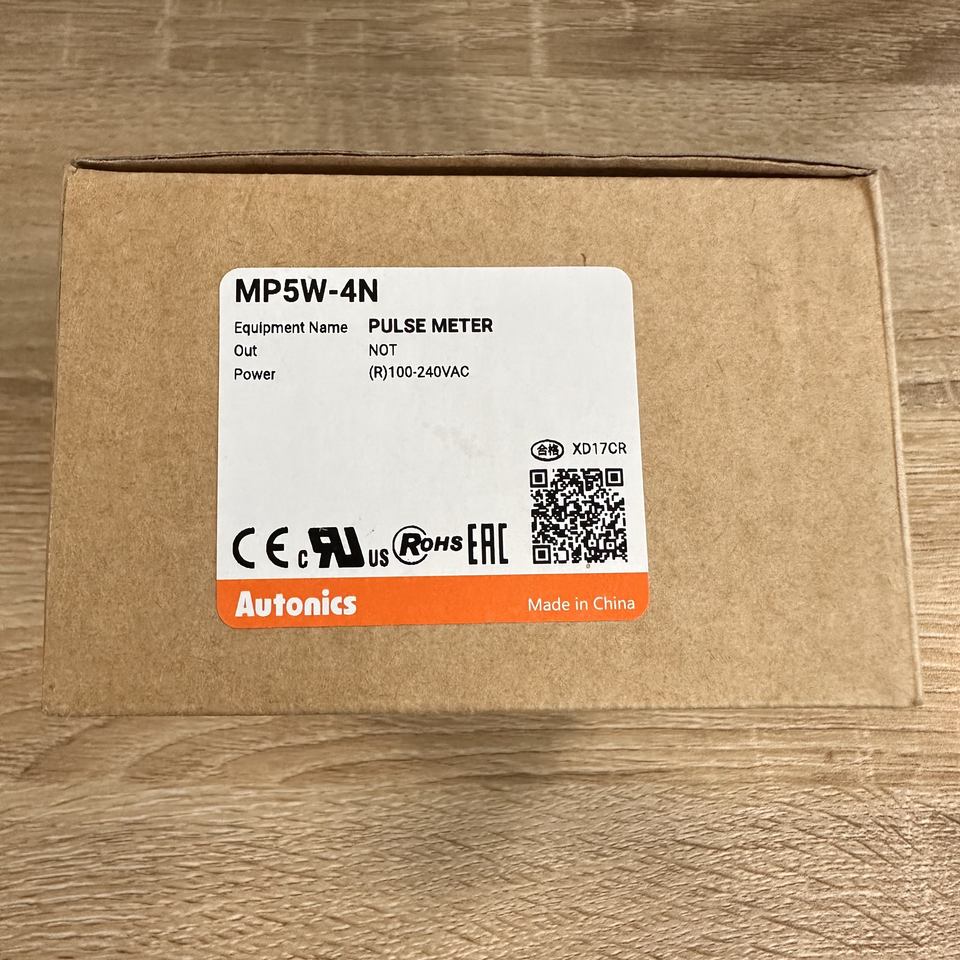 MP5W-4N
Equipment Name PULSE METER
Out NOT
Power (R)100-240VAC
合格 XD17CR
CE c RU US RoHS EAC
Autonics Made in China